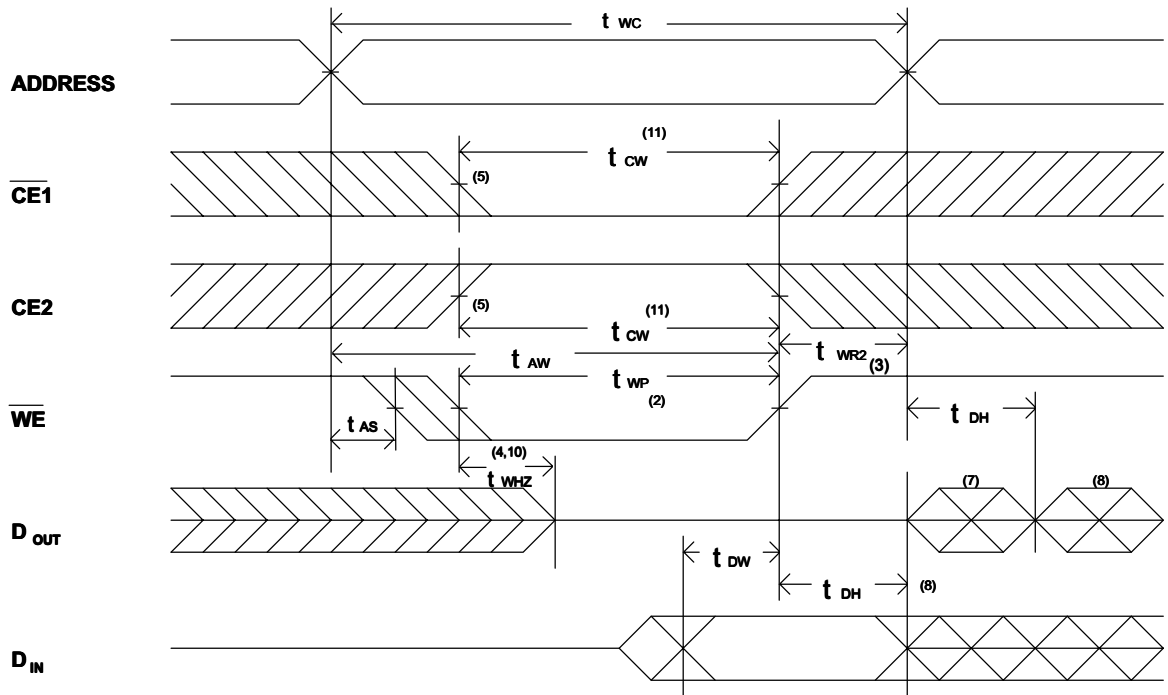 t WC
ADDRESS
(11)
t CW
CE1
(5)
CE2
(5)
(11)
t CW
t AW
t WR2
(3)
t WP
(2)
WE
t AS
t DH
(4,10)
t WHZ
(7)
(8)
D OUT
t DW
t DH
(8)
D IN